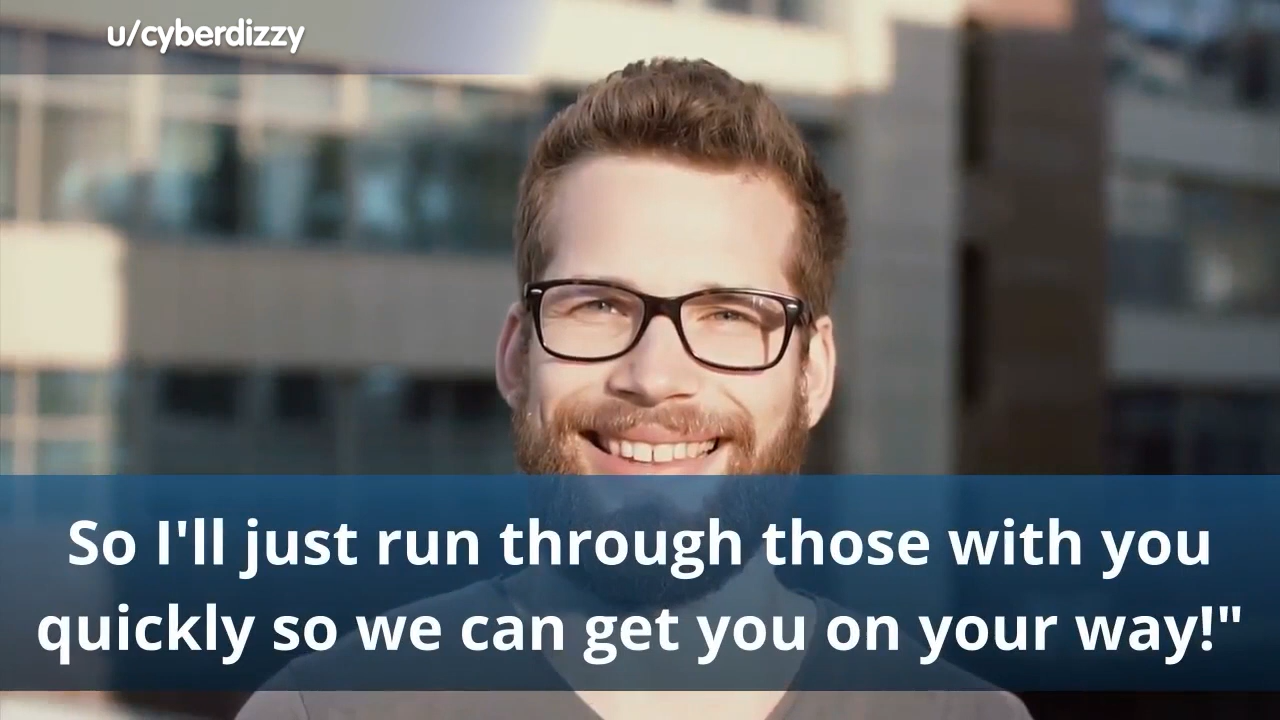 u/cyberdizzy
So I'll just run through those with you
quickly so we can get you on your way!"